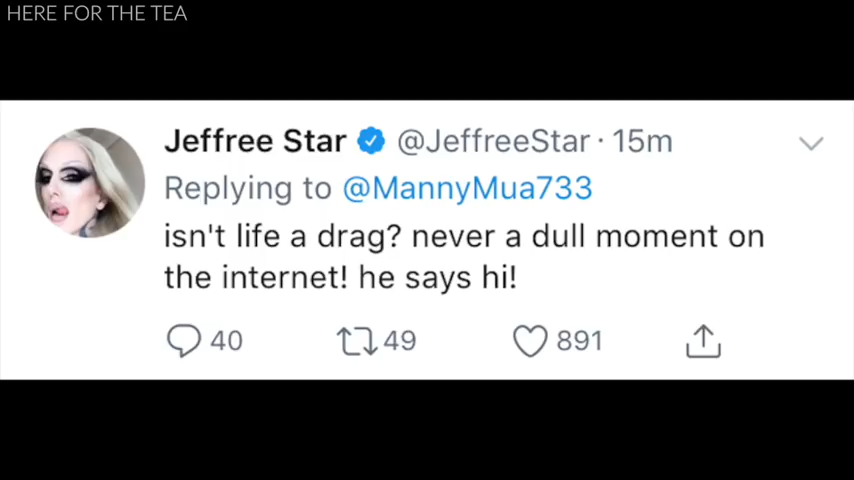 HERE FOR THE TEA
Jeffree Star @JeffreeStar · 15m
Replying to @MannyMua733
isn't life a drag? never a dull moment on
the internet! he says hi!
40 49 891